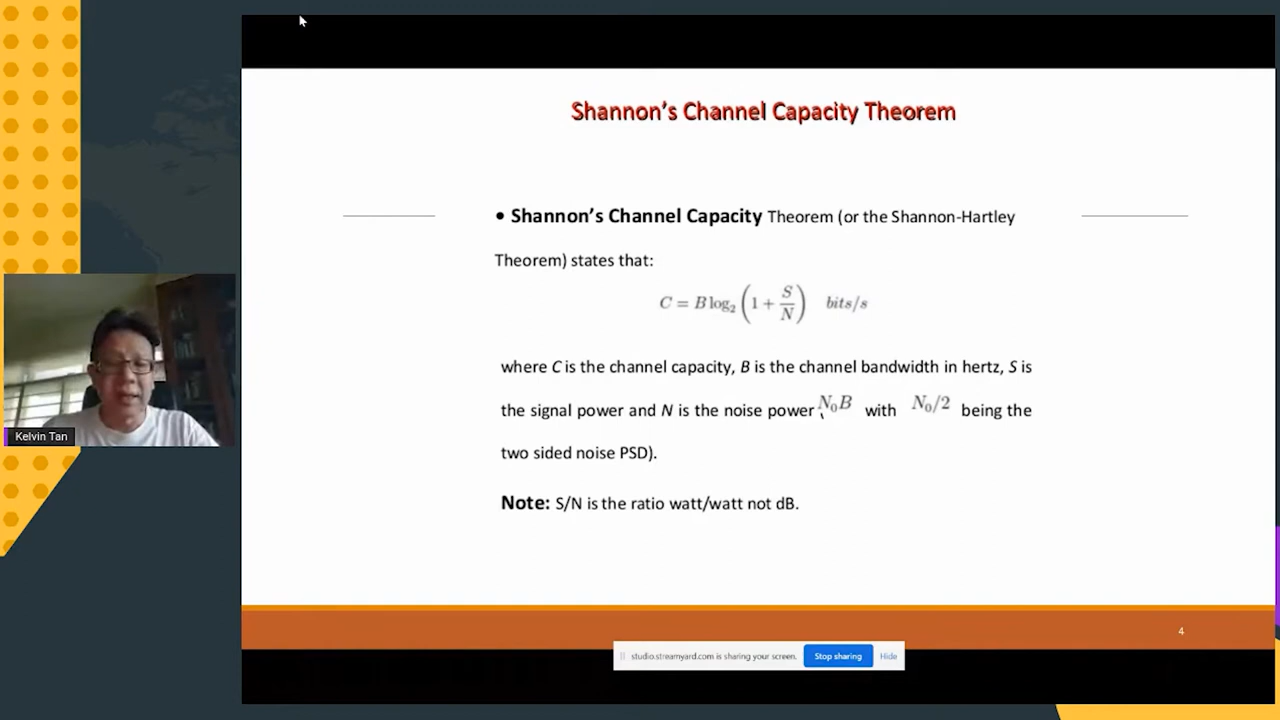 Shannon's Channel Capacity Theorem
• Shannon's Channel Capacity Theorem (or the Shannon-Hartley
Theorem) states that:
C = B log₂ (1 + S/N) bits/s
where C is the channel capacity, B is the channel bandwidth in hertz, S is
the signal power and N is the noise power N₀B with N₀/2 being the
two sided noise PSD).
Note: S/N is the ratio watt/watt not dB.
Kelvin Tan
4
studio.streamyard.com is sharing your screen. Stop sharing Hide